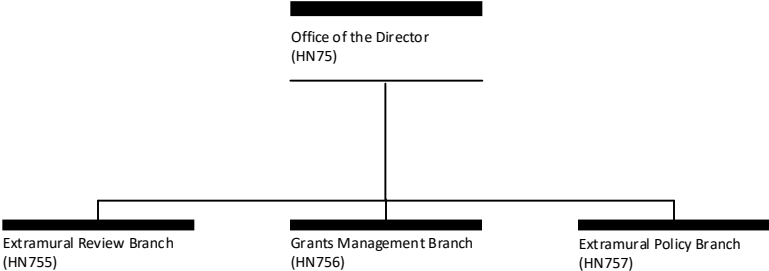 Office of the Director
(HN75)
Extramural Review Branch
(HN755)
Grants Management Branch
(HN756)
Extramural Policy Branch
(HN757)